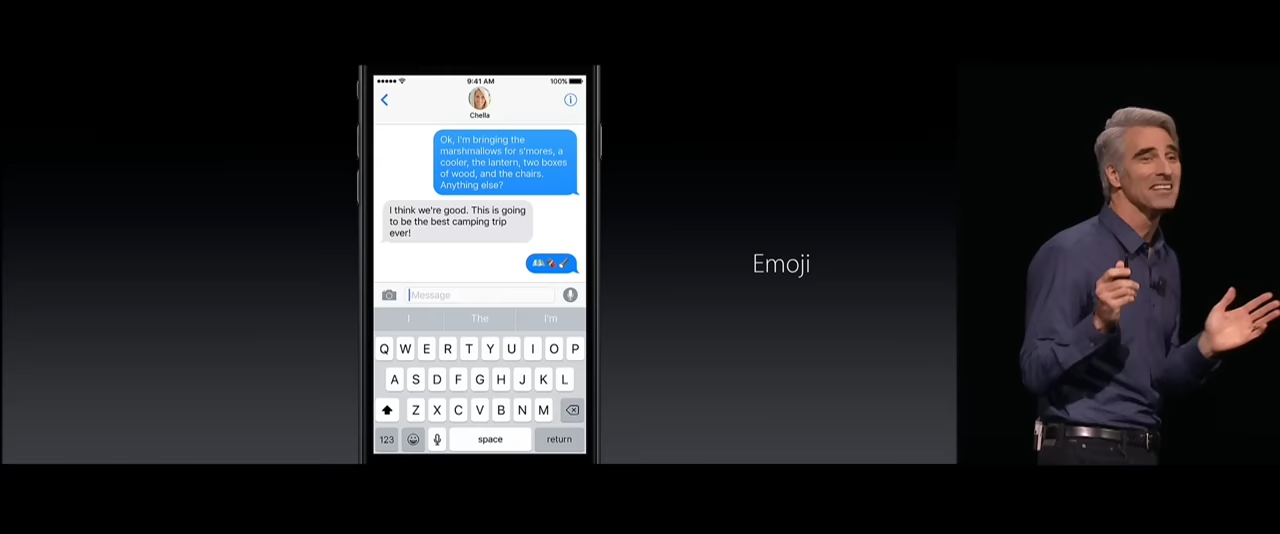 9:41 AM
100%
Chella
Ok, I'm bringing the
marshmallows for s'mores, a
cooler, the lantern, two boxes
of wood, and the chairs.
Anything else?
I think we're good. This is going
to be the best camping trip
ever!
Message
I The I'm
Q W E R T Y U I O P
A S D F G H J K L
Z X C V B N M
123 space return
Emoji